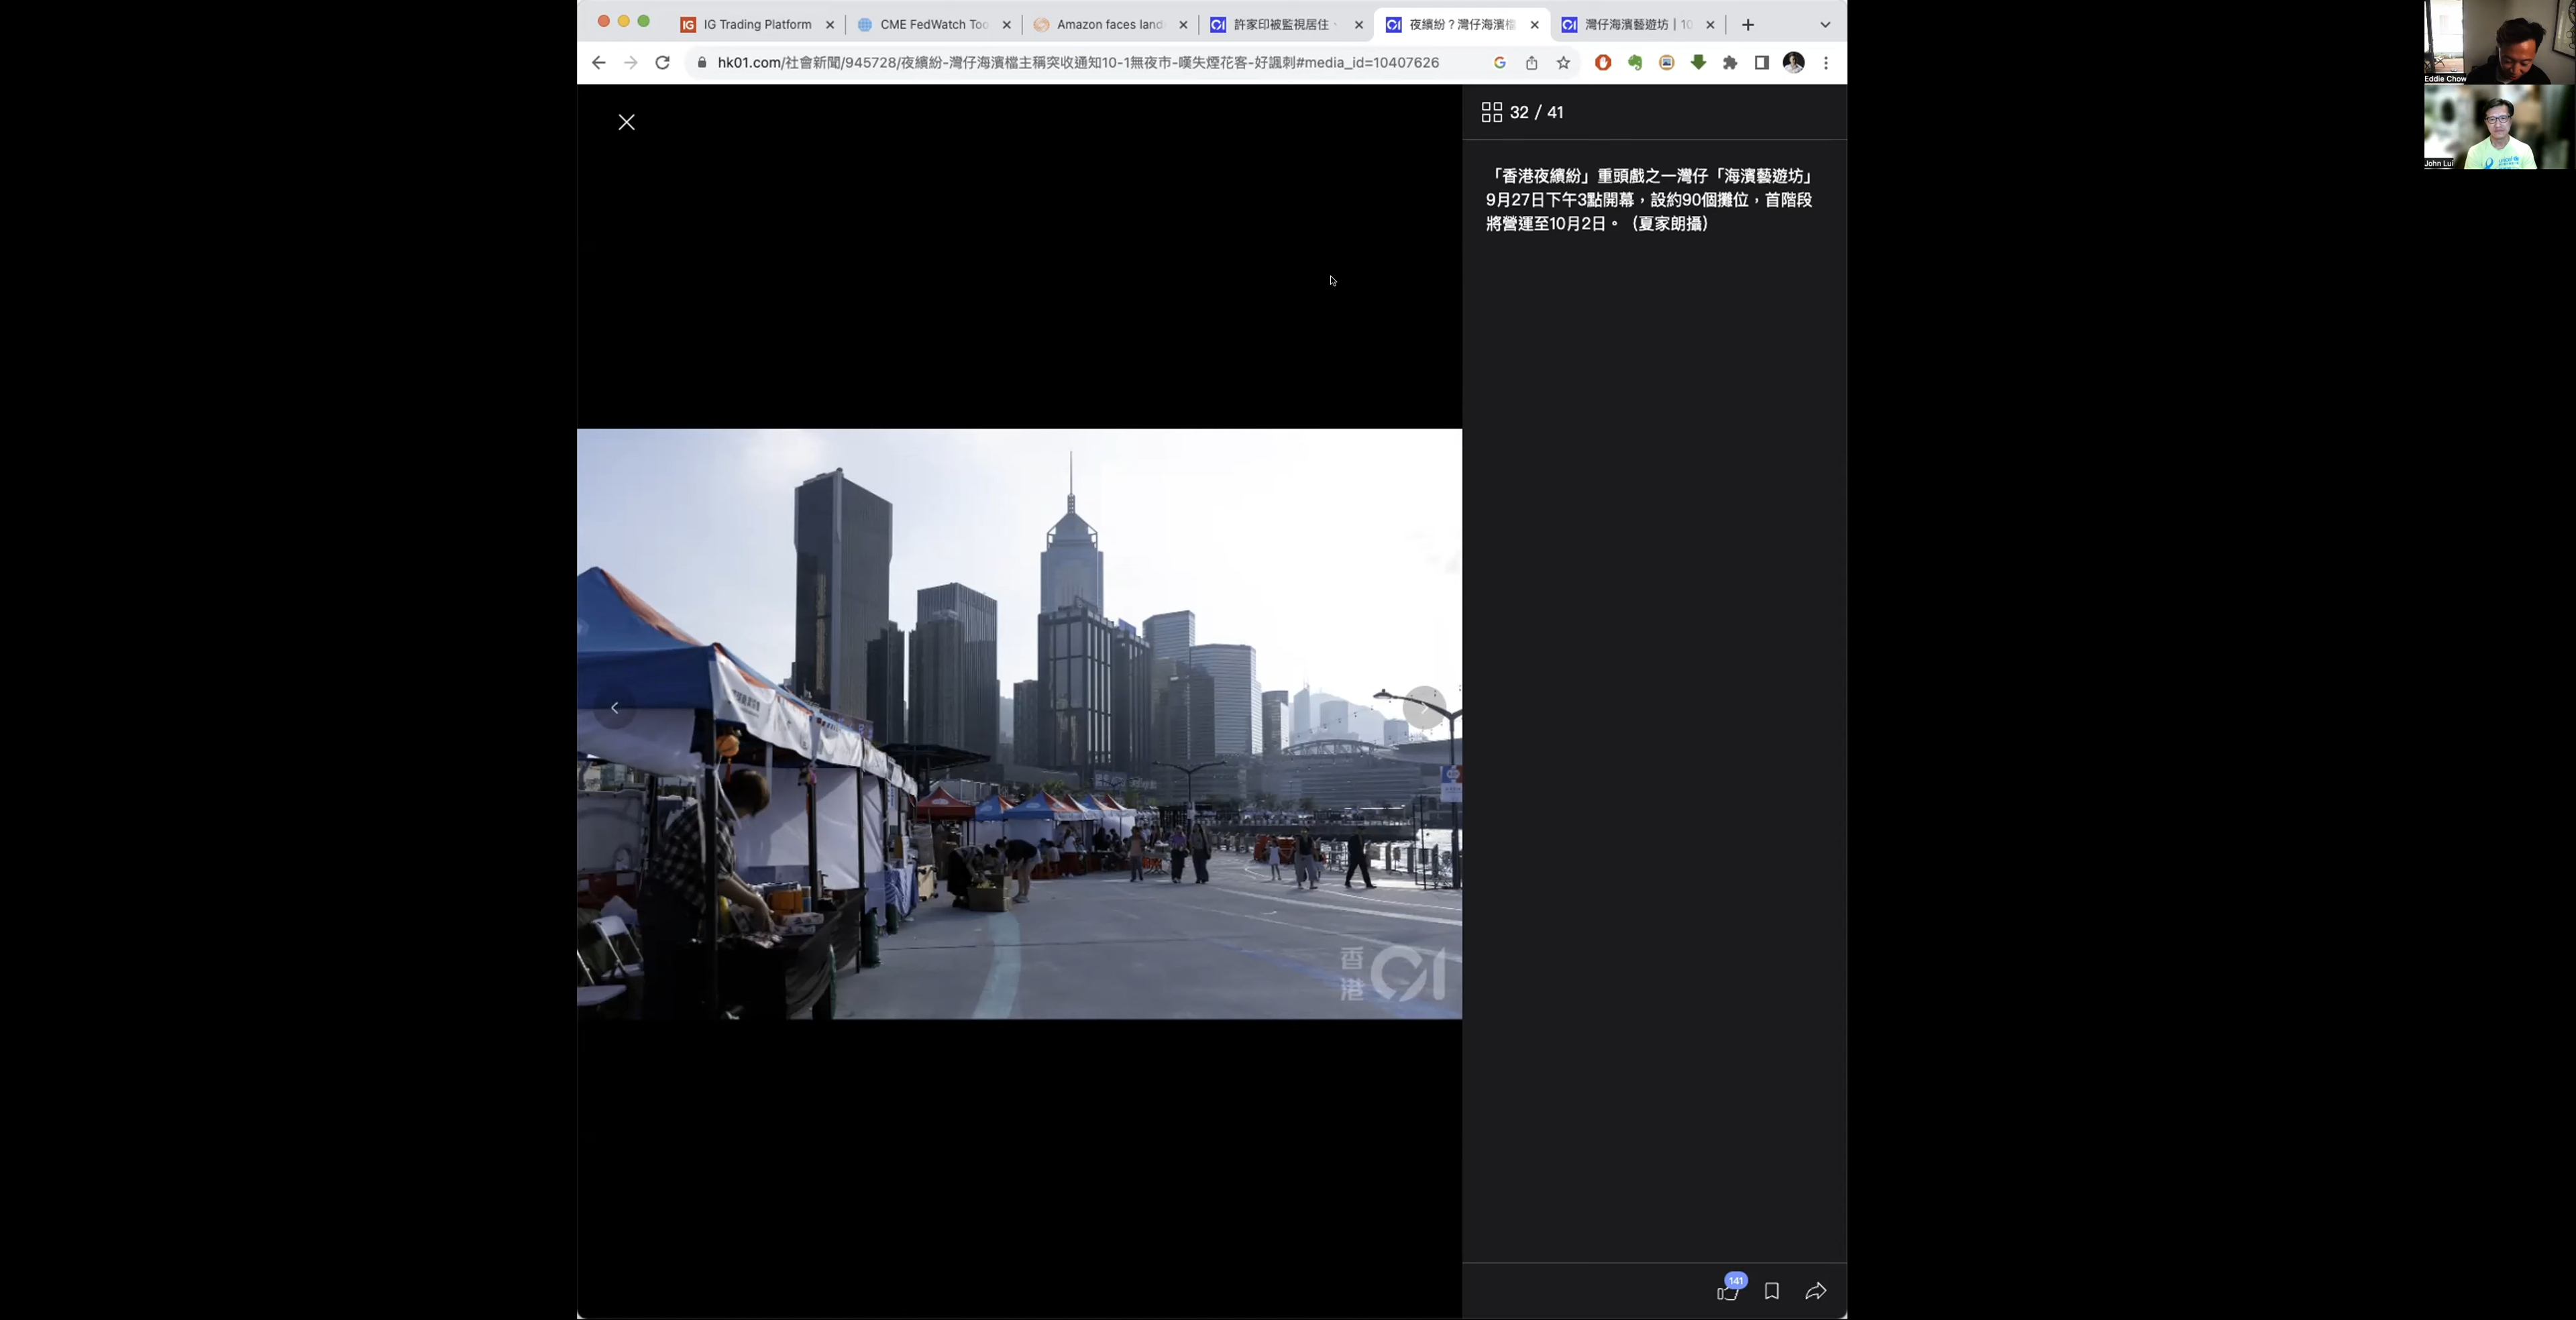 IG Trading Platform
CME FedWatch Too
Amazon faces land
許家印被監視居住、
夜繽紛？灣仔海濱檔
灣仔海濱藝遊坊｜10
hk01.com/社會新聞/945728/夜繽紛-灣仔海濱檔主稱突收通知10-1無夜市-嘆失煙花客-好諷刺#media_id=10407626
32 / 41
「香港夜繽紛」重頭戲之一灣仔「海濱藝遊坊」
9月27日下午3點開幕，設約90個攤位，首階段
將營運至10月2日。（夏家朗攝）
香港01
141
Eddie Chow
John Lui